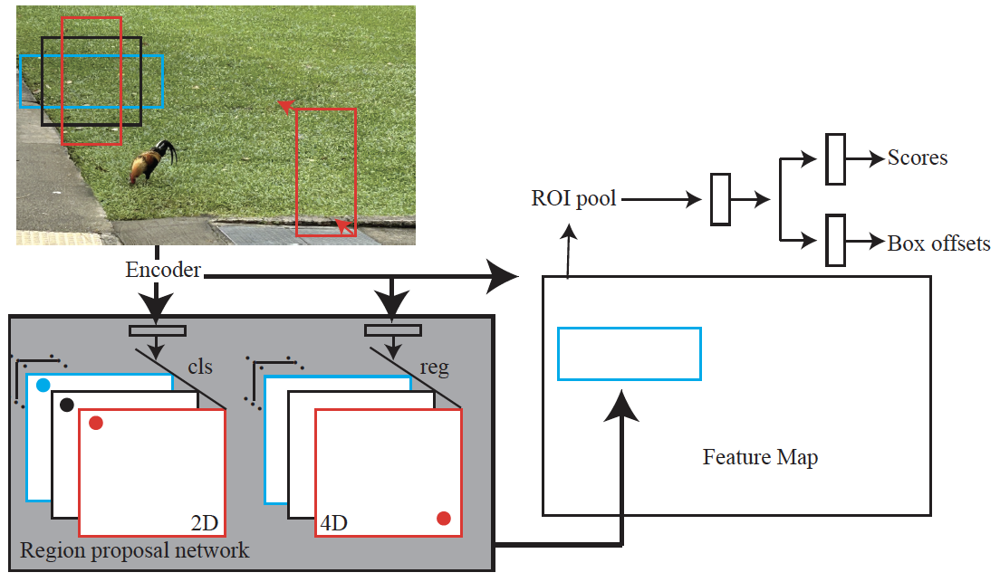 Scores
ROI pool
Box offsets
Encoder
cls
reg
2D
4D
Feature Map
Region proposal network